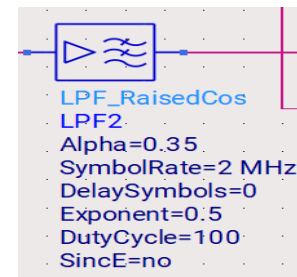 LPF_RaisedCos
LPF2
Alpha=0.35
SymbolRate=2 MHz
DelaySymbols=0
Exponent=0.5
DutyCycle=100
SincE=no